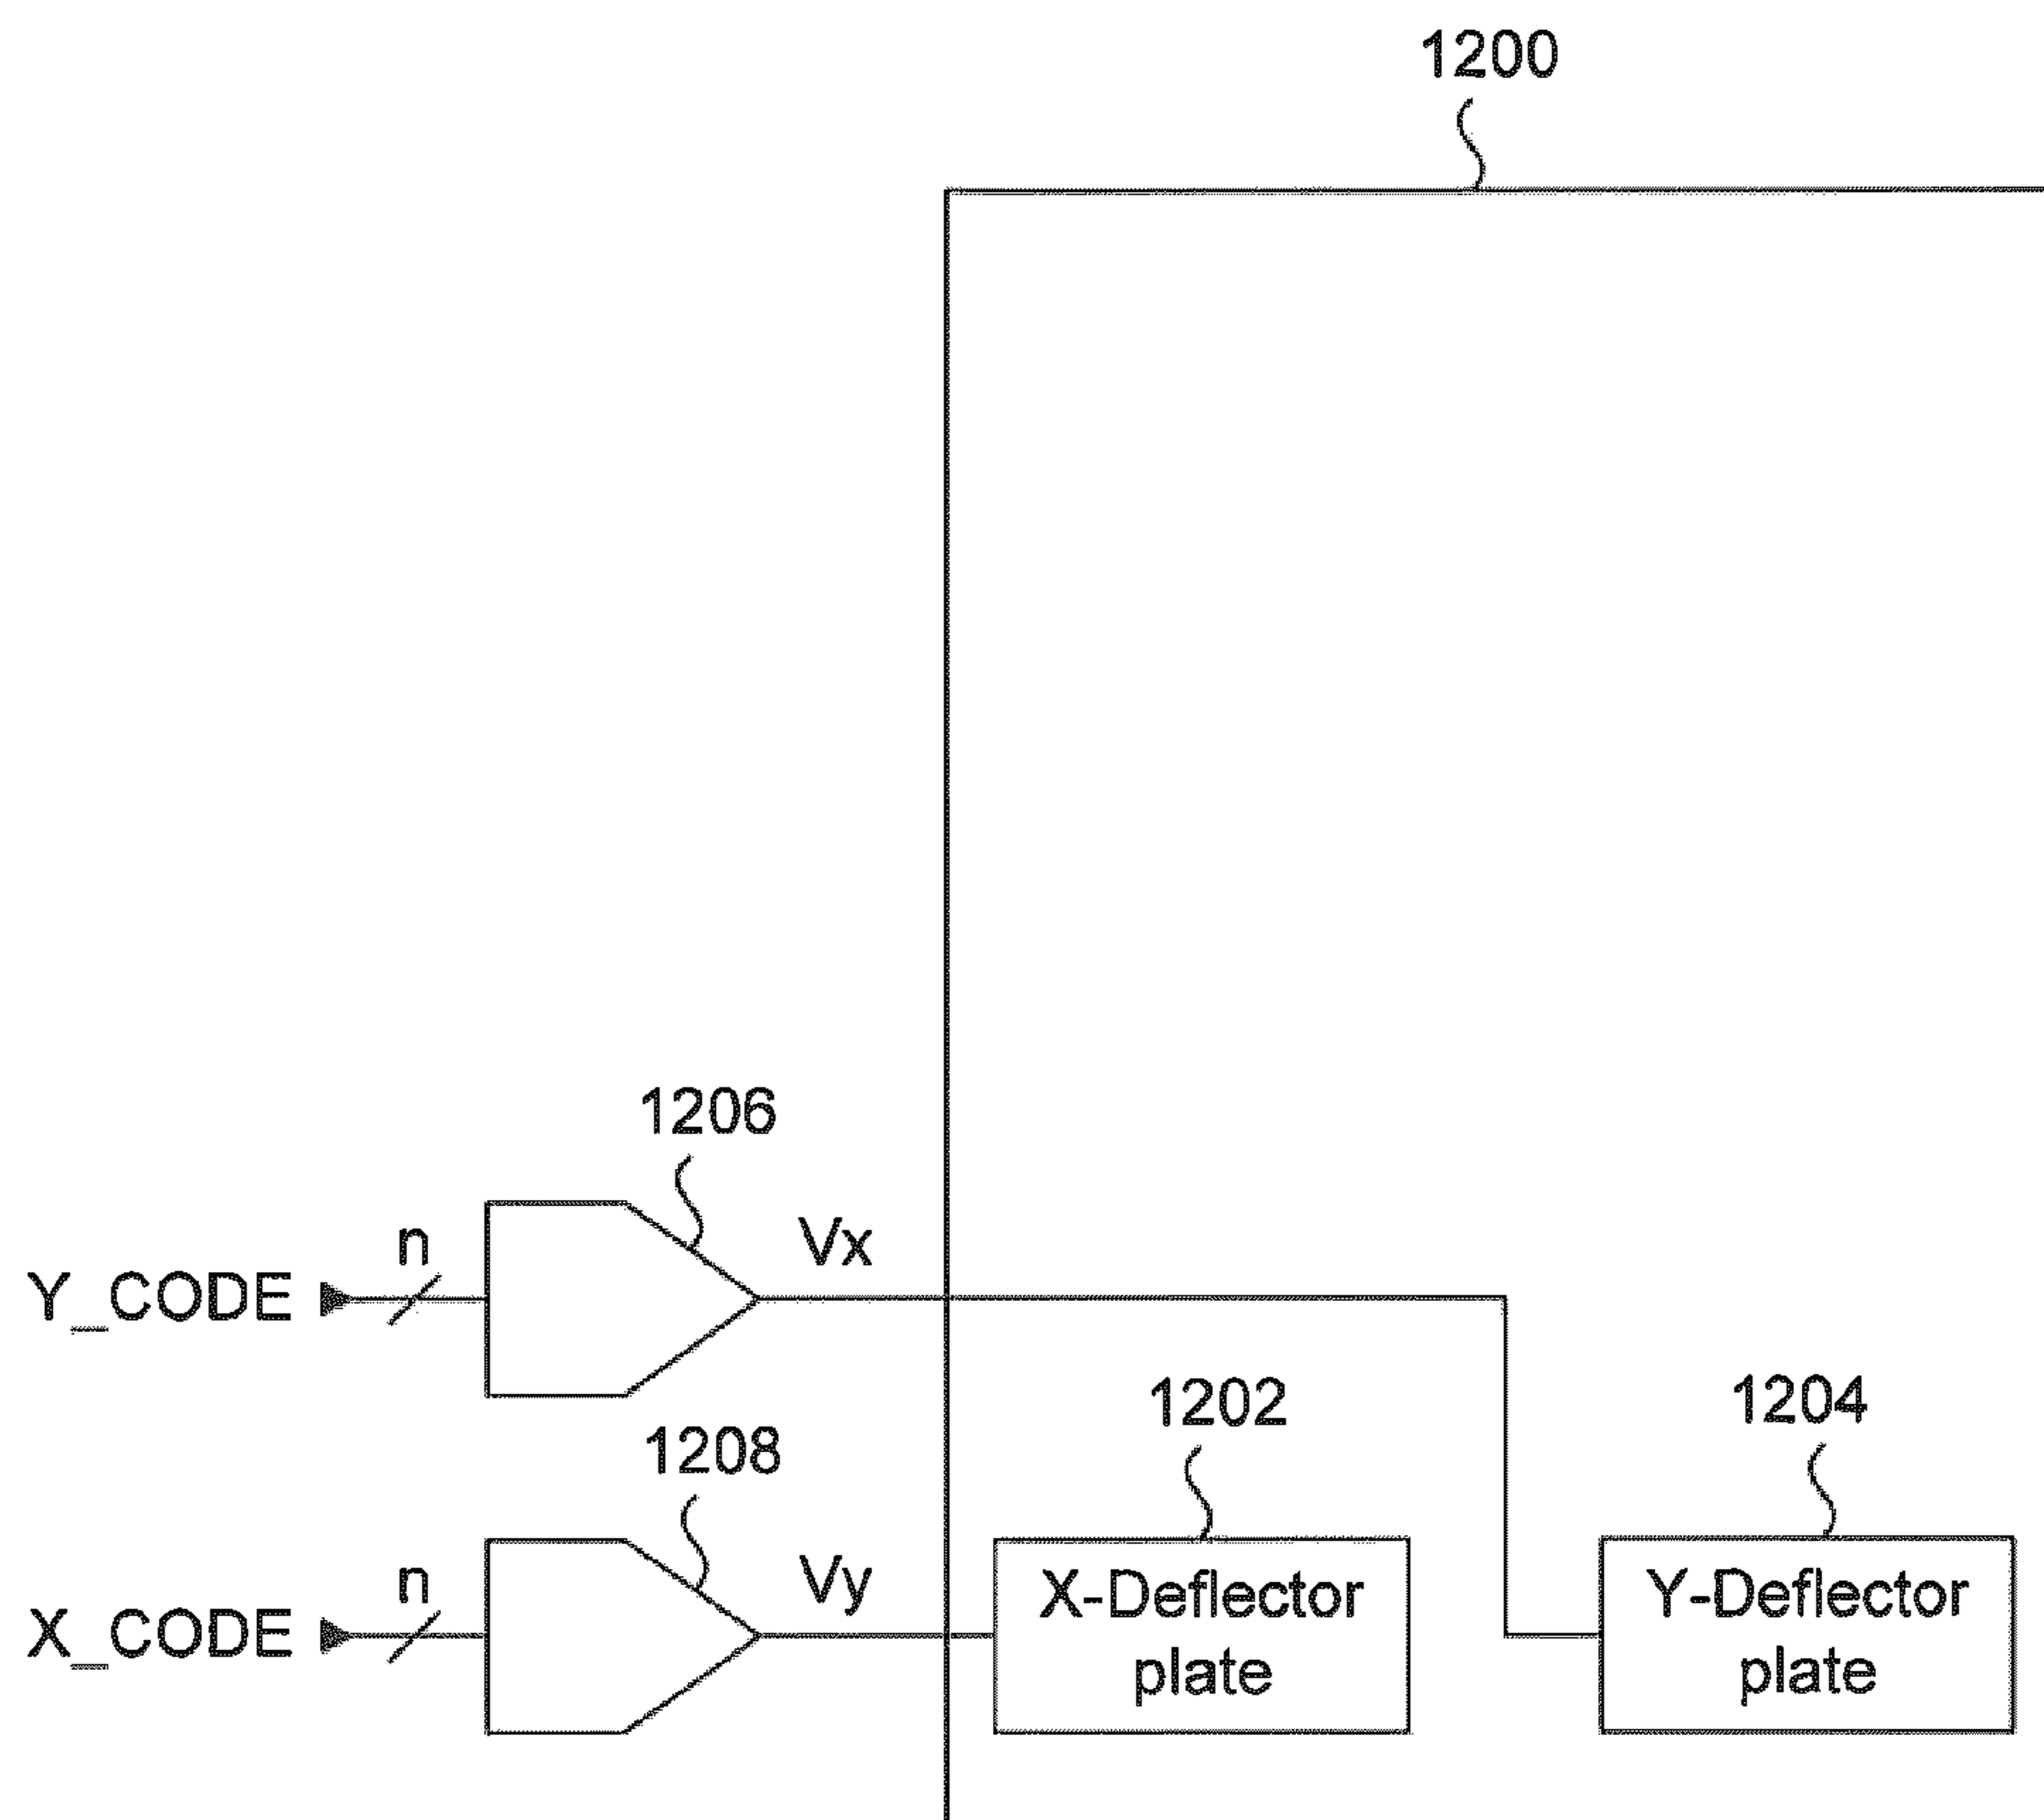 1200
1206
n
Vx
Y_CODE
1202
1204
1208
n
Vy
X-Deflector
plate
Y-Deflector
plate
X_CODE